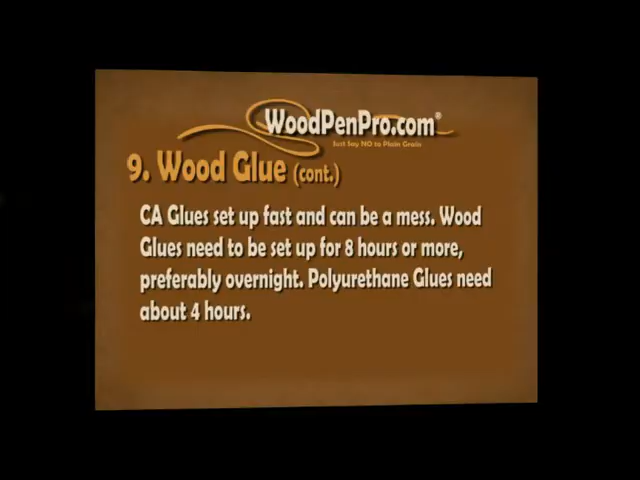 WoodPenPro.com®
Just Say NO to Plain Grain
9. Wood Glue (cont.)
CA Glues set up fast and can be a mess. Wood
Glues need to be set up for 8 hours or more,
preferably overnight. Polyurethane Glues need
about 4 hours.